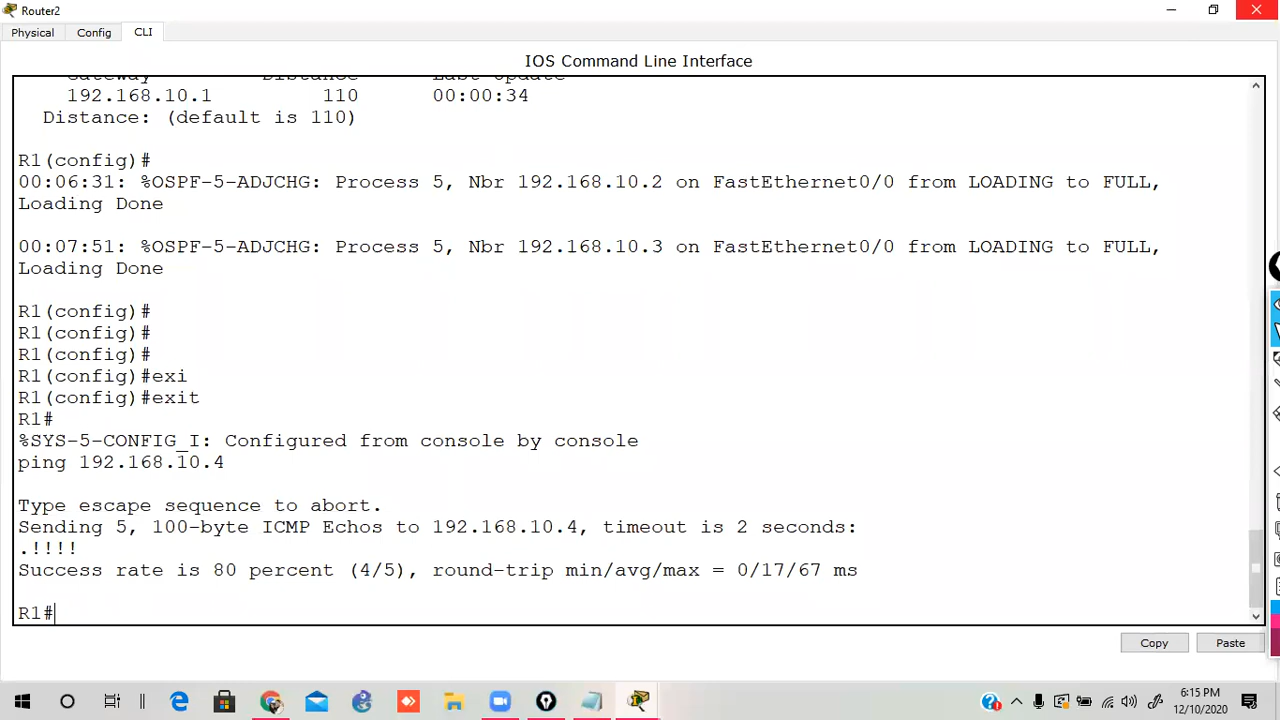 Router2
Physical Config CLI
IOS Command Line Interface
Gateway Distance Last Update
192.168.10.1 110 00:00:34
Distance: (default is 110)
R1(config)#
00:06:31: %OSPF-5-ADJCHG: Process 5, Nbr 192.168.10.2 on FastEthernet0/0 from LOADING to FULL,
Loading Done
00:07:51: %OSPF-5-ADJCHG: Process 5, Nbr 192.168.10.3 on FastEthernet0/0 from LOADING to FULL,
Loading Done
R1(config)#
R1(config)#
R1(config)#
R1(config)#exi
R1(config)#exit
R1#
%SYS-5-CONFIG_I: Configured from console by console
ping 192.168.10.4
Type escape sequence to abort.
Sending 5, 100-byte ICMP Echos to 192.168.10.4, timeout is 2 seconds:
.!!!!
Success rate is 80 percent (4/5), round-trip min/avg/max = 0/17/67 ms
R1#
Copy Paste
6:15 PM
12/10/2020